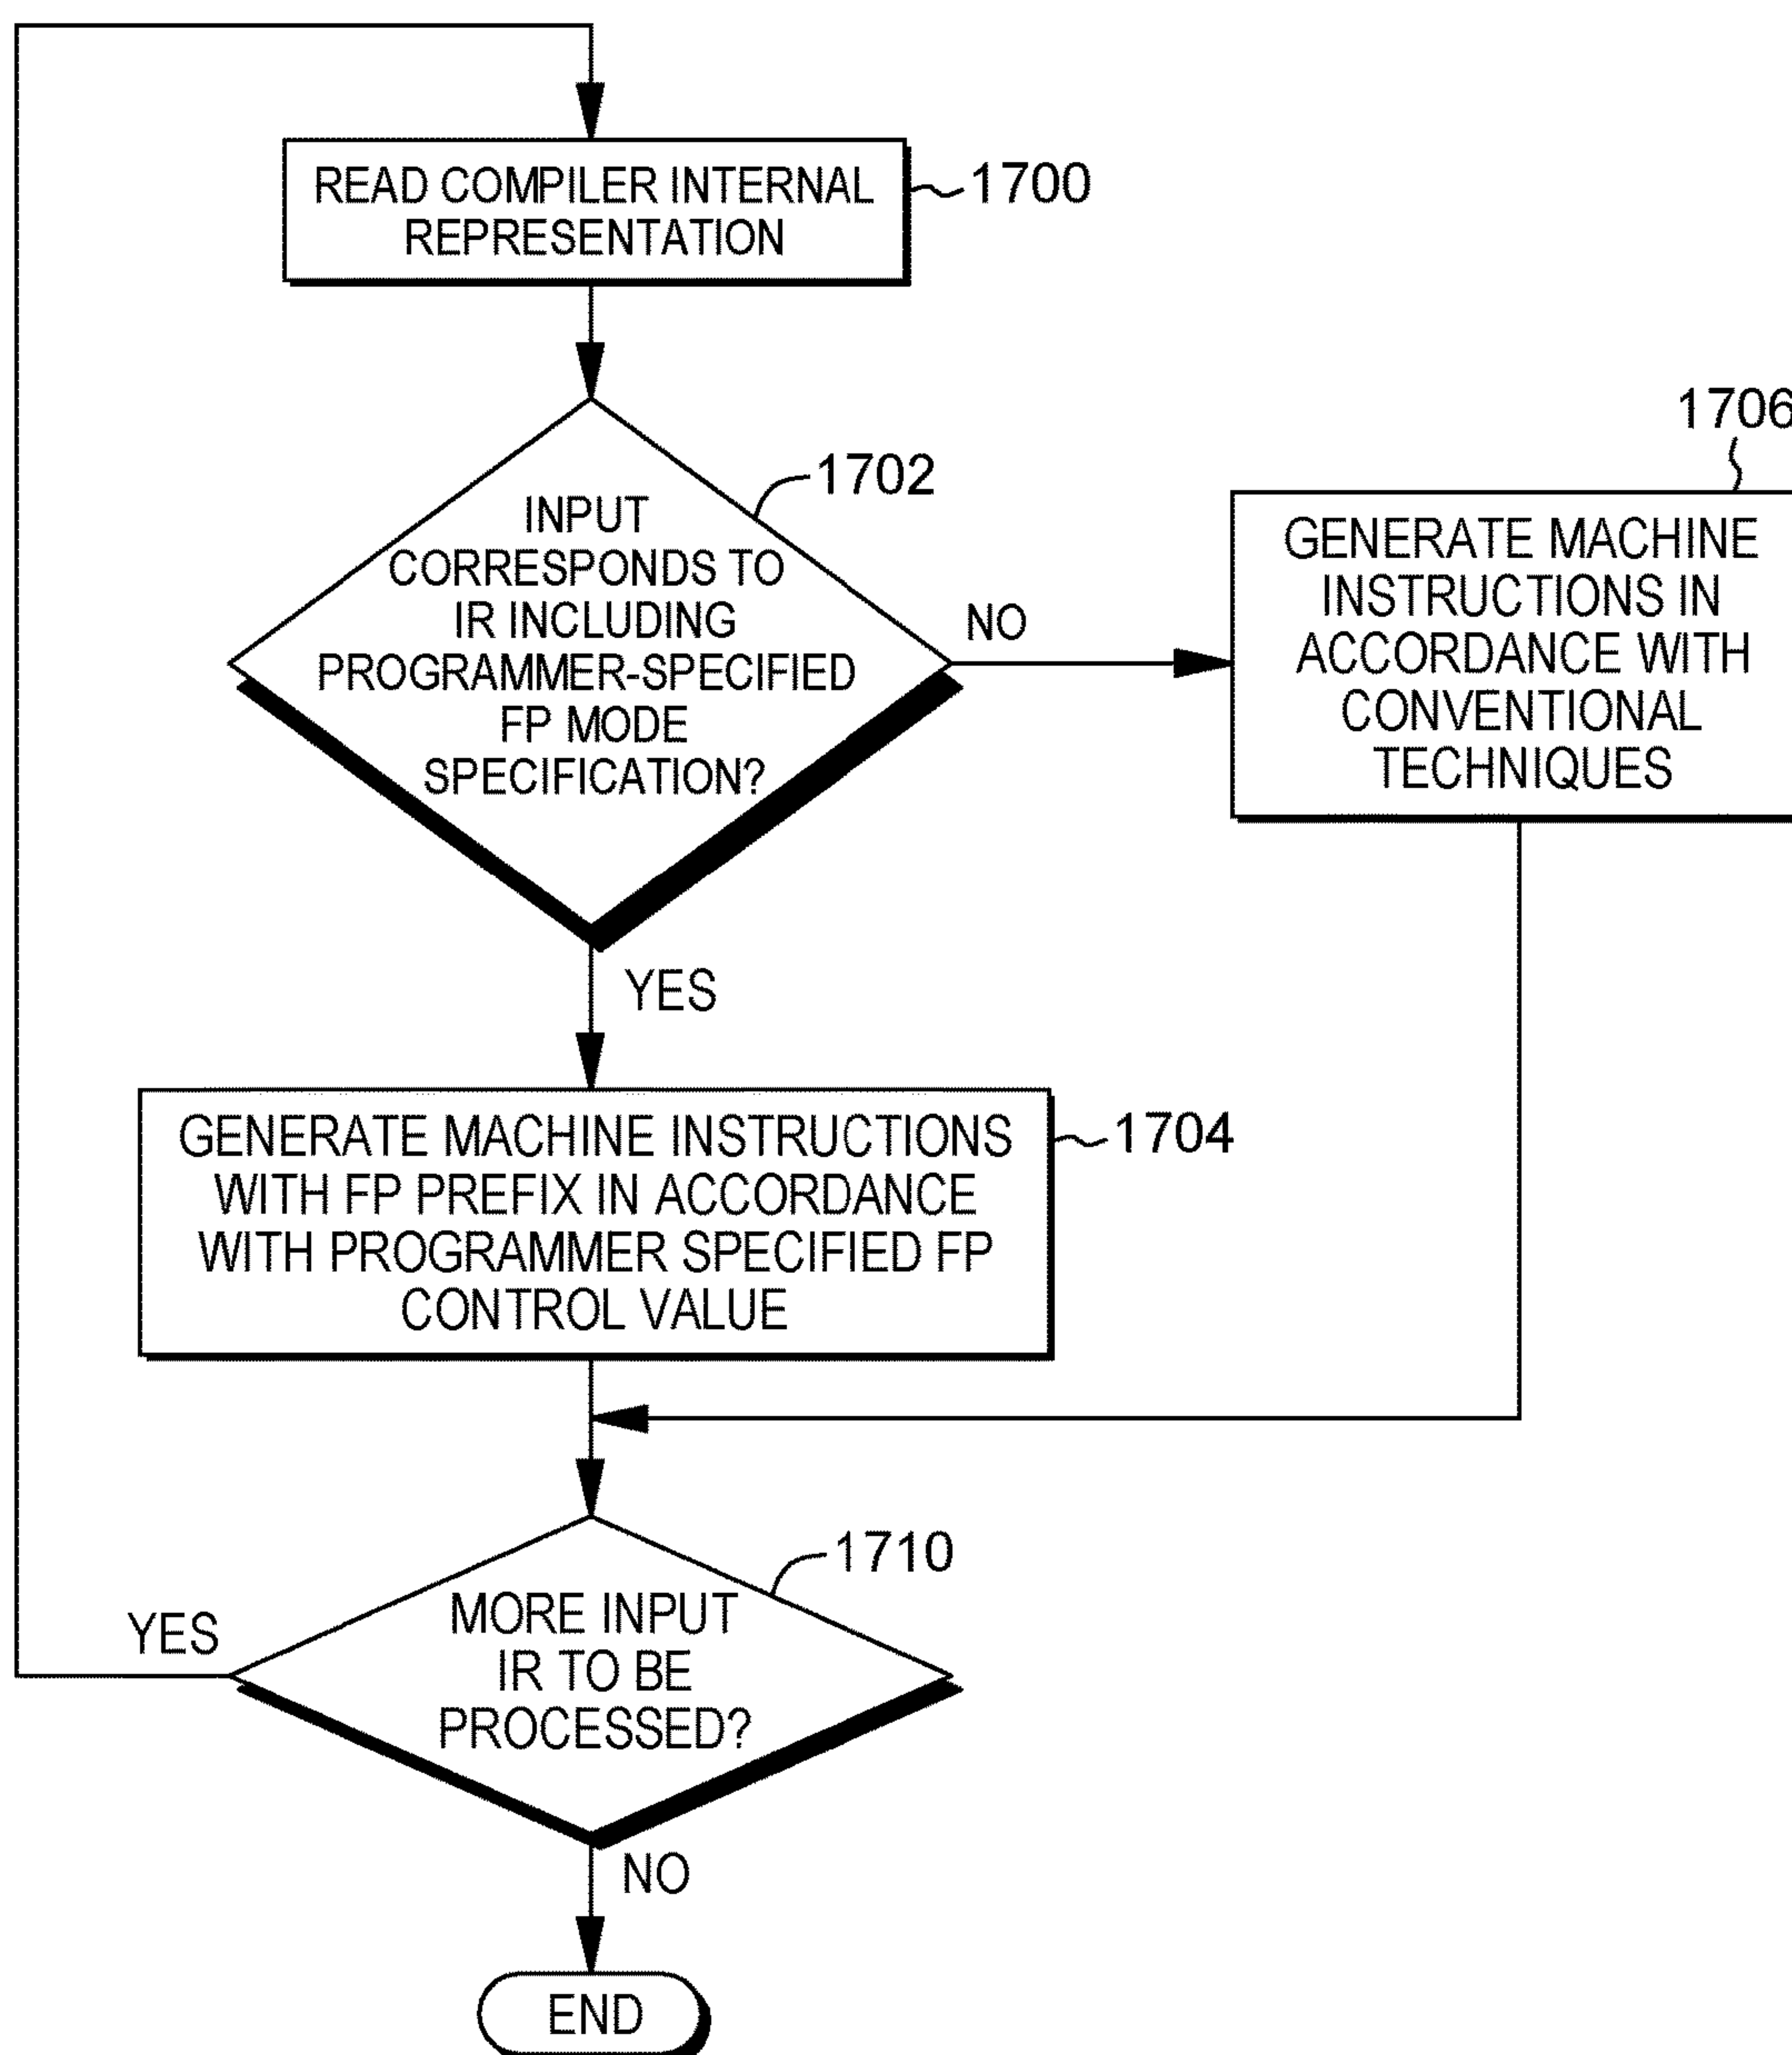 READ COMPILER INTERNAL
REPRESENTATION
1700
1702
INPUT
CORRESPONDS TO
IR INCLUDING
PROGRAMMER-SPECIFIED
FP MODE
SPECIFICATION?
NO
1706
GENERATE MACHINE
INSTRUCTIONS IN
ACCORDANCE WITH
CONVENTIONAL
TECHNIQUES
YES
GENERATE MACHINE INSTRUCTIONS
WITH FP PREFIX IN ACCORDANCE
WITH PROGRAMMER SPECIFIED FP
CONTROL VALUE
1704
1710
MORE INPUT
IR TO BE
PROCESSED?
YES
NO
END